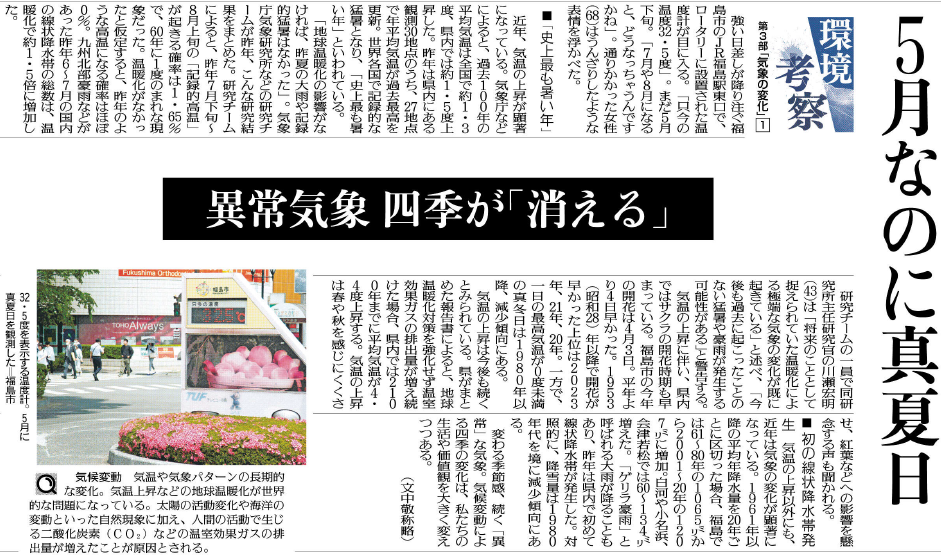 5月なのに真夏日
環境考察
第3部「気象の変化」1
異常気象 四季が「消える」
強い日差しが降り注ぐ福
島市のJR福島駅東口で、
ロータリーに設置された温
度計が目に入る。「只今の
温度32・5度」。まだ5月
下旬。「7月や8月になる
と、どうなっちゃうんです
かね」。通りかかった女性
(68)はうんざりしたような
表情を浮かべた。
■「史上最も暑い年」
近年、気温の上昇が顕著
になっている。気象庁など
によると、過去100年の
平均気温は全国で約1・3
度、県内では約1・5度上
昇した。昨年は県内にある
観測30地点のうち、27地点
で年平均気温が過去最高を
更新。世界各国で記録的な
猛暑となり、「史上最も暑
い年」といわれている。
「地球温暖化の影響がな
ければ、昨夏の大雨や記録
的猛暑はなかった」。気象
庁気象研究所などの研究チ
ームが昨年、こんな研究結
果をまとめた。研究チーム
によると、昨年7月下旬〜
8月上旬の「記録的高温」
が起きる確率は1・65%
で、60年に1度のまれな現
象だった。温暖化がなかっ
たと仮定すると、昨年のよ
うな高温になる確率はほぼ
0%。九州北部豪雨などが
あった昨年6〜7月の国内
の線状降水帯の総数は、温
暖化で約1・5倍に増加し
た。
研究チームの一員で同研
究所主任研究官の川瀬宏明
(43)は「将来のこととして
捉えられていた温暖化によ
る極端な気象の変化が既に
起きている」と述べ、「今
後も過去に起こったことの
ない猛暑や豪雨が発生する
可能性がある」と警告する。
気温の上昇に伴い、県内
ではサクラの開花時期も早
まっている。福島市の今年
の開花は4月3日。平年よ
り4日早かった。1953
(昭和28)年以降で開花が
早かった上位は2023
年、21年、20年。一方で、
一日の最高気温が0度未満
の真冬日は1980年以
降、減少傾向にある。
気温の上昇は今後も続く
とみられている。県がまと
めた報告書によると、地球
温暖化対策を強化せず温室
効果ガスの排出量が増え続
けた場合、県内では210
0年までに平均気温が4・
4度上昇する。気温の上昇
は春や秋を感じにくくさ
せ、紅葉などへの影響を懸
念する声も聞かれる。
■初の線状降水帯発
生 気温の上昇以外にも、
近年は気象の変化が顕著に
なっている。1961年以
降の平均年降水量を20年ご
とに区切った場合、福島で
は61〜80年の1065㍉か
ら2001〜20年の120
7㍉に増加。白河や小名浜、
会津若松では60〜134㍉
増えた。「ゲリラ豪雨」と
呼ばれる大雨が降ることも
あり、昨年は県内で初めて
線状降水帯が発生した。対
照的に、降雪量は1980
年代を境に減少傾向にあ
る。
変わる季節感、続く「異
常」な気象。気候変動によ
る四季の変化は、私たちの
生活や価値観を大きく変え
つつある。
(文中敬称略)
Fukushima Orthodo
福島市
只今の温度
TOHO Always
TUF
32・5度を表示する温度計。5月に
真夏日を観測した=福島市
気候変動 気温や気象パターンの長期的
な変化。気温上昇などの地球温暖化が世界
的な問題になっている。太陽の活動変化や海洋の
変動といった自然現象に加え、人間の活動で生じ
る二酸化炭素(CO₂)などの温室効果ガスの排
出量が増えたことが原因とされる。